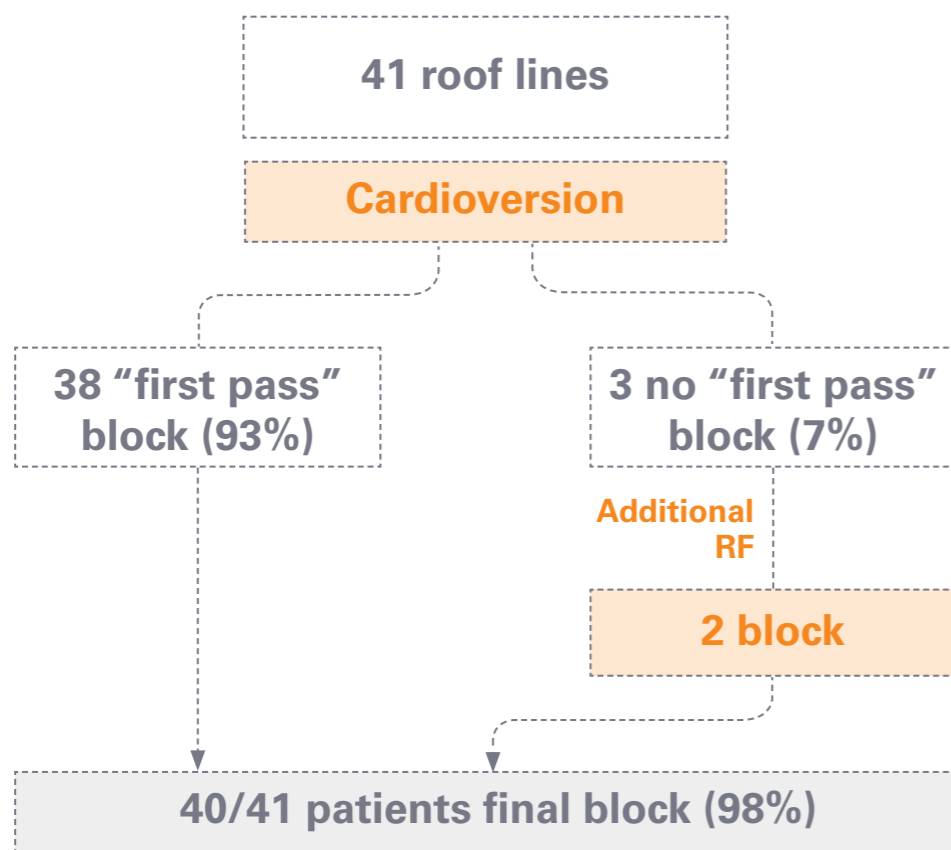 41 roof lines
Cardioversion
38 “first pass”
block (93%)
3 no “first pass”
block (7%)
Additional
RF
2 block
40/41 patients final block (98%)